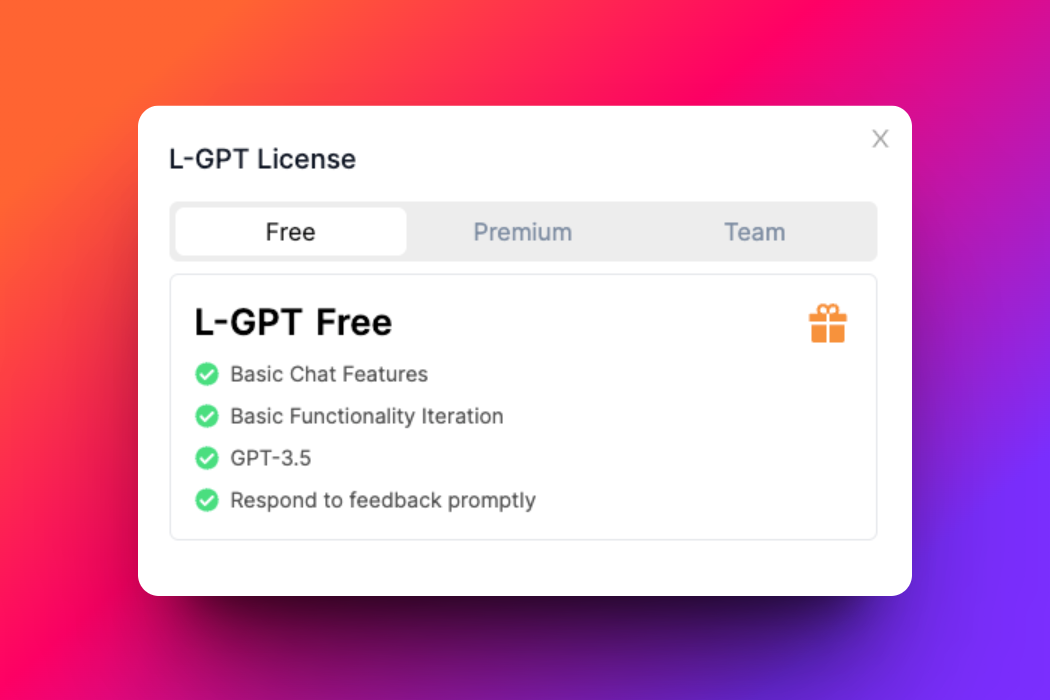 X
L-GPT License
Free Premium Team
L-GPT Free
Basic Chat Features
Basic Functionality Iteration
GPT-3.5
Respond to feedback promptly